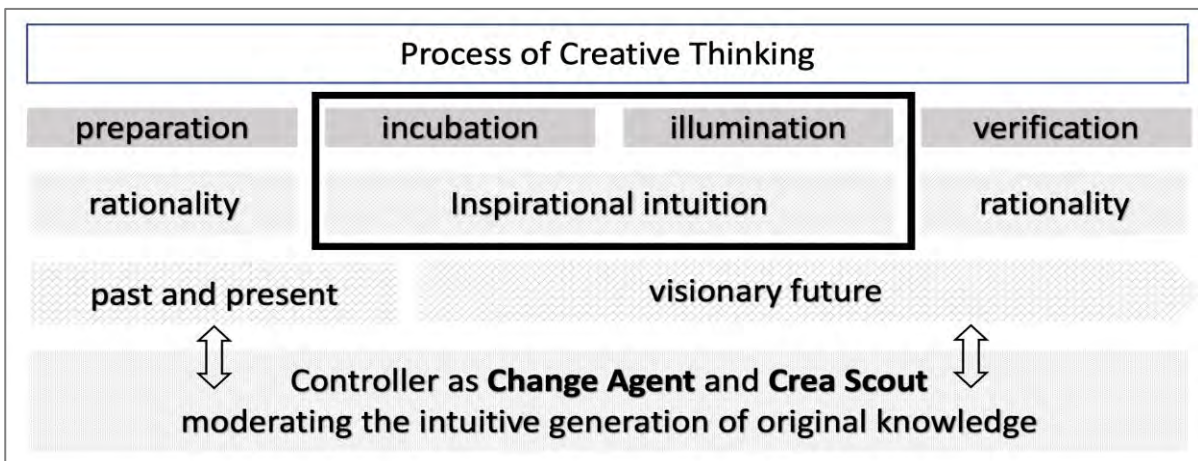 Process of Creative Thinking
preparation incubation illumination verification
rationality Inspirational intuition rationality
past and present visionary future
Controller as Change Agent and Crea Scout
moderating the intuitive generation of original knowledge